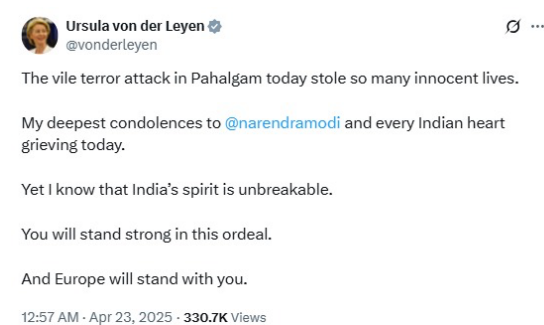 Ursula von der Leyen
@vonderleyen
The vile terror attack in Pahalgam today stole so many innocent lives.
My deepest condolences to @narendramodi and every Indian heart
grieving today.
Yet I know that India's spirit is unbreakable.
You will stand strong in this ordeal.
And Europe will stand with you.
12:57 AM · Apr 23, 2025 · 330.7K Views